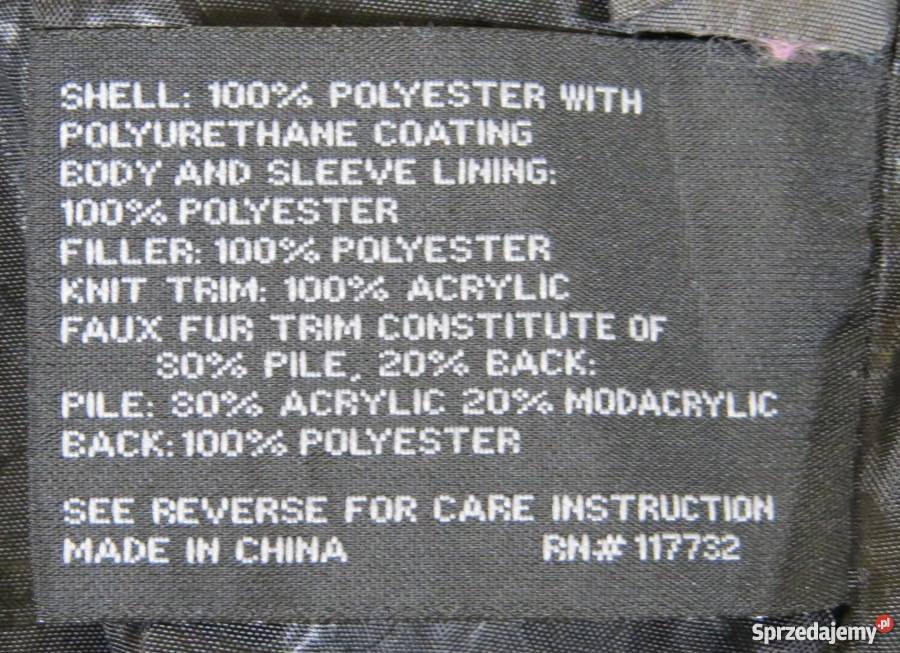 SHELL: 100% POLYESTER WITH
POLYURETHANE COATING
BODY AND SLEEVE LINING:
100% POLYESTER
FILLER: 100% POLYESTER
KNIT TRIM: 100% ACRYLIC
FAUX FUR TRIM CONSTITUTE OF
80% PILE, 20% BACK:
PILE: 80% ACRYLIC 20% MODACRYLIC
BACK: 100% POLYESTER
SEE REVERSE FOR CARE INSTRUCTION
MADE IN CHINA RN# 117732
Sprzedajemy.pl